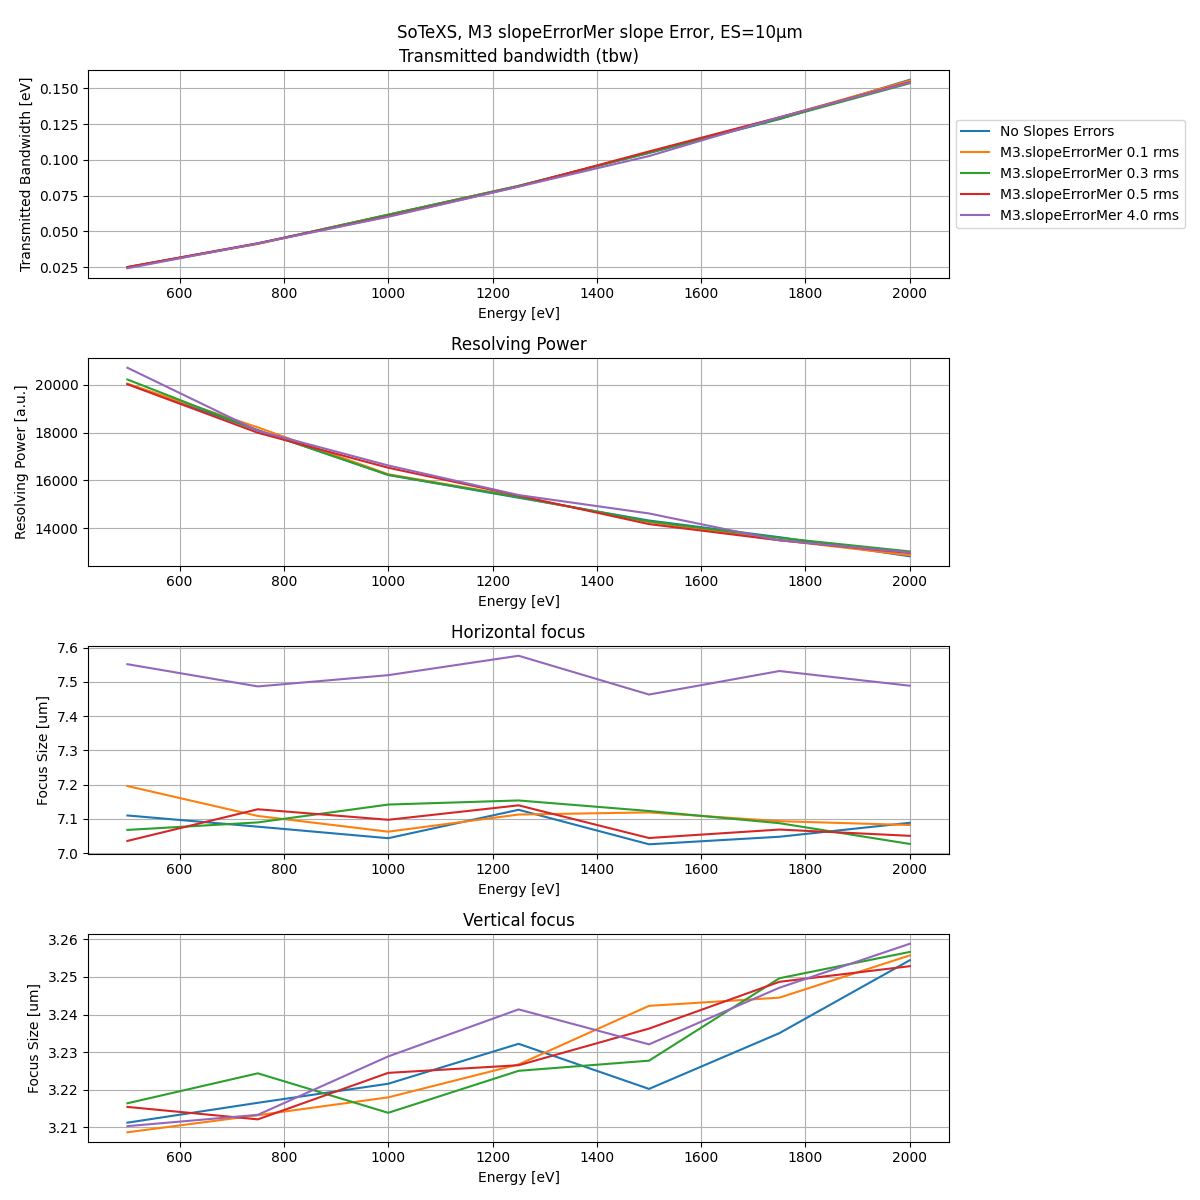 SoTeXS, M3 slopeErrorMer slope Error, ES=10µm
Transmitted bandwidth (tbw)
Transmitted Bandwidth [eV]
0.150
0.125
0.100
0.075
0.050
0.025
600 800 1000 1200 1400 1600 1800 2000
Energy [eV]
No Slopes Errors
M3.slopeErrorMer 0.1 rms
M3.slopeErrorMer 0.3 rms
M3.slopeErrorMer 0.5 rms
M3.slopeErrorMer 4.0 rms
Resolving Power
Resolving Power [a.u.]
20000
18000
16000
14000
600 800 1000 1200 1400 1600 1800 2000
Energy [eV]
Horizontal focus
Focus Size [um]
7.6
7.5
7.4
7.3
7.2
7.1
7.0
600 800 1000 1200 1400 1600 1800 2000
Energy [eV]
Vertical focus
Focus Size [um]
3.26
3.25
3.24
3.23
3.22
3.21
600 800 1000 1200 1400 1600 1800 2000
Energy [eV]